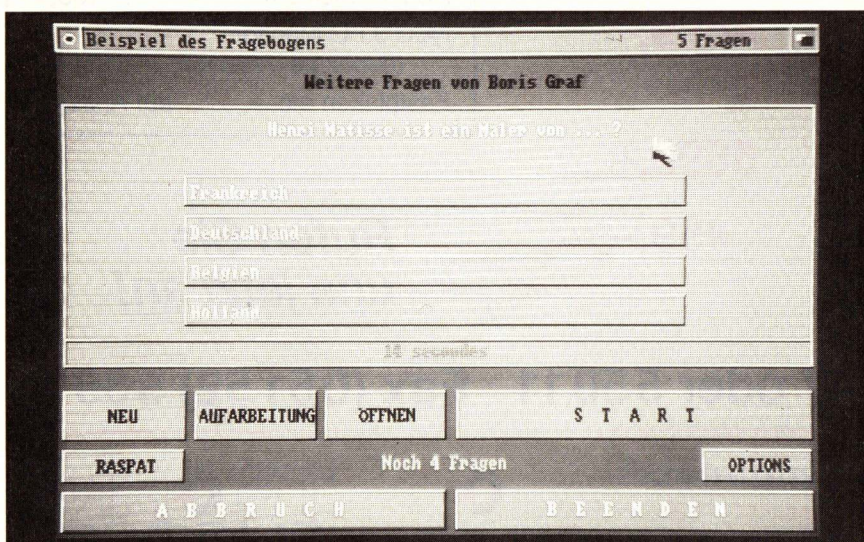 Beispiel des Fragebogens 5 Fragen
Weitere Fragen von Boris Graf
Henri Matisse ist ein Maler von ... ?
Frankreich
Deutschland
Belgien
Holland
14 secondes
NEU AUFARBEITUNG ÖFFNEN S T A R T
RASPAT Noch 4 Fragen OPTIONS
A B B R U C H B E E N D E N